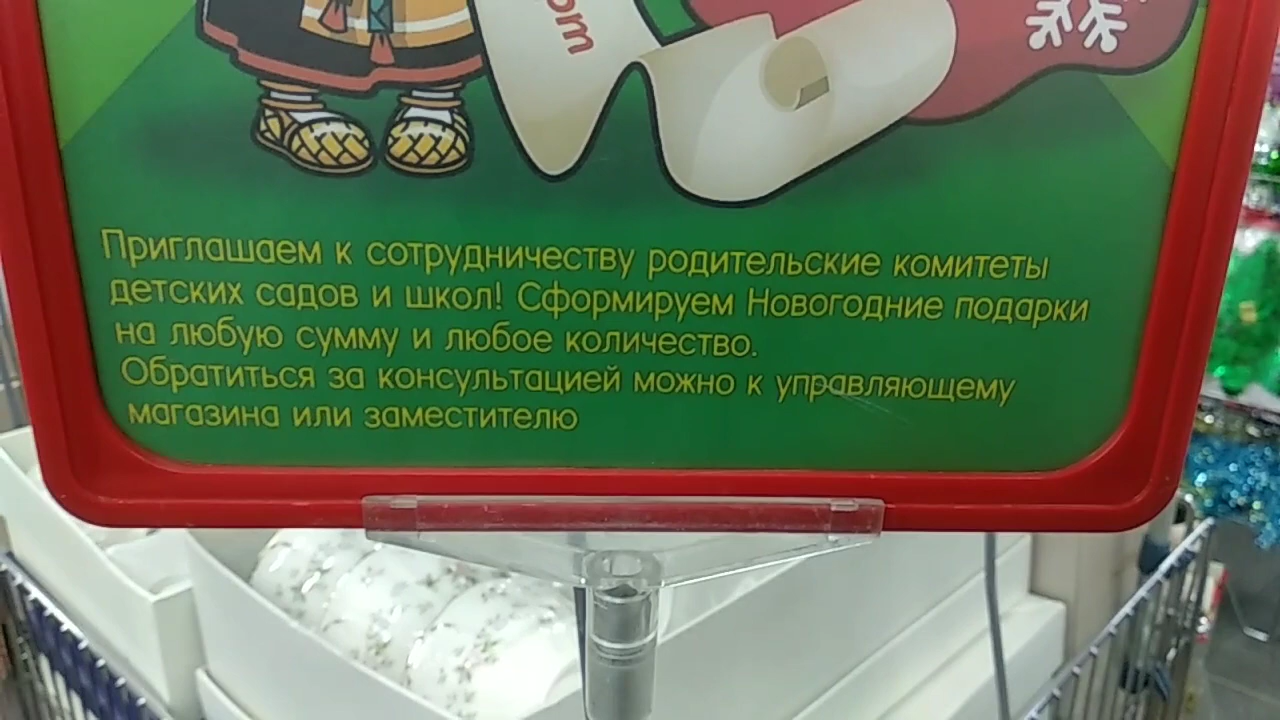 Приглашаем к сотрудничеству родительские комитеты
детских садов и школ! Сформируем Новогодние подарки
на любую сумму и любое количество.
Обратиться за консультацией можно к управляющему
магазина или заместителю